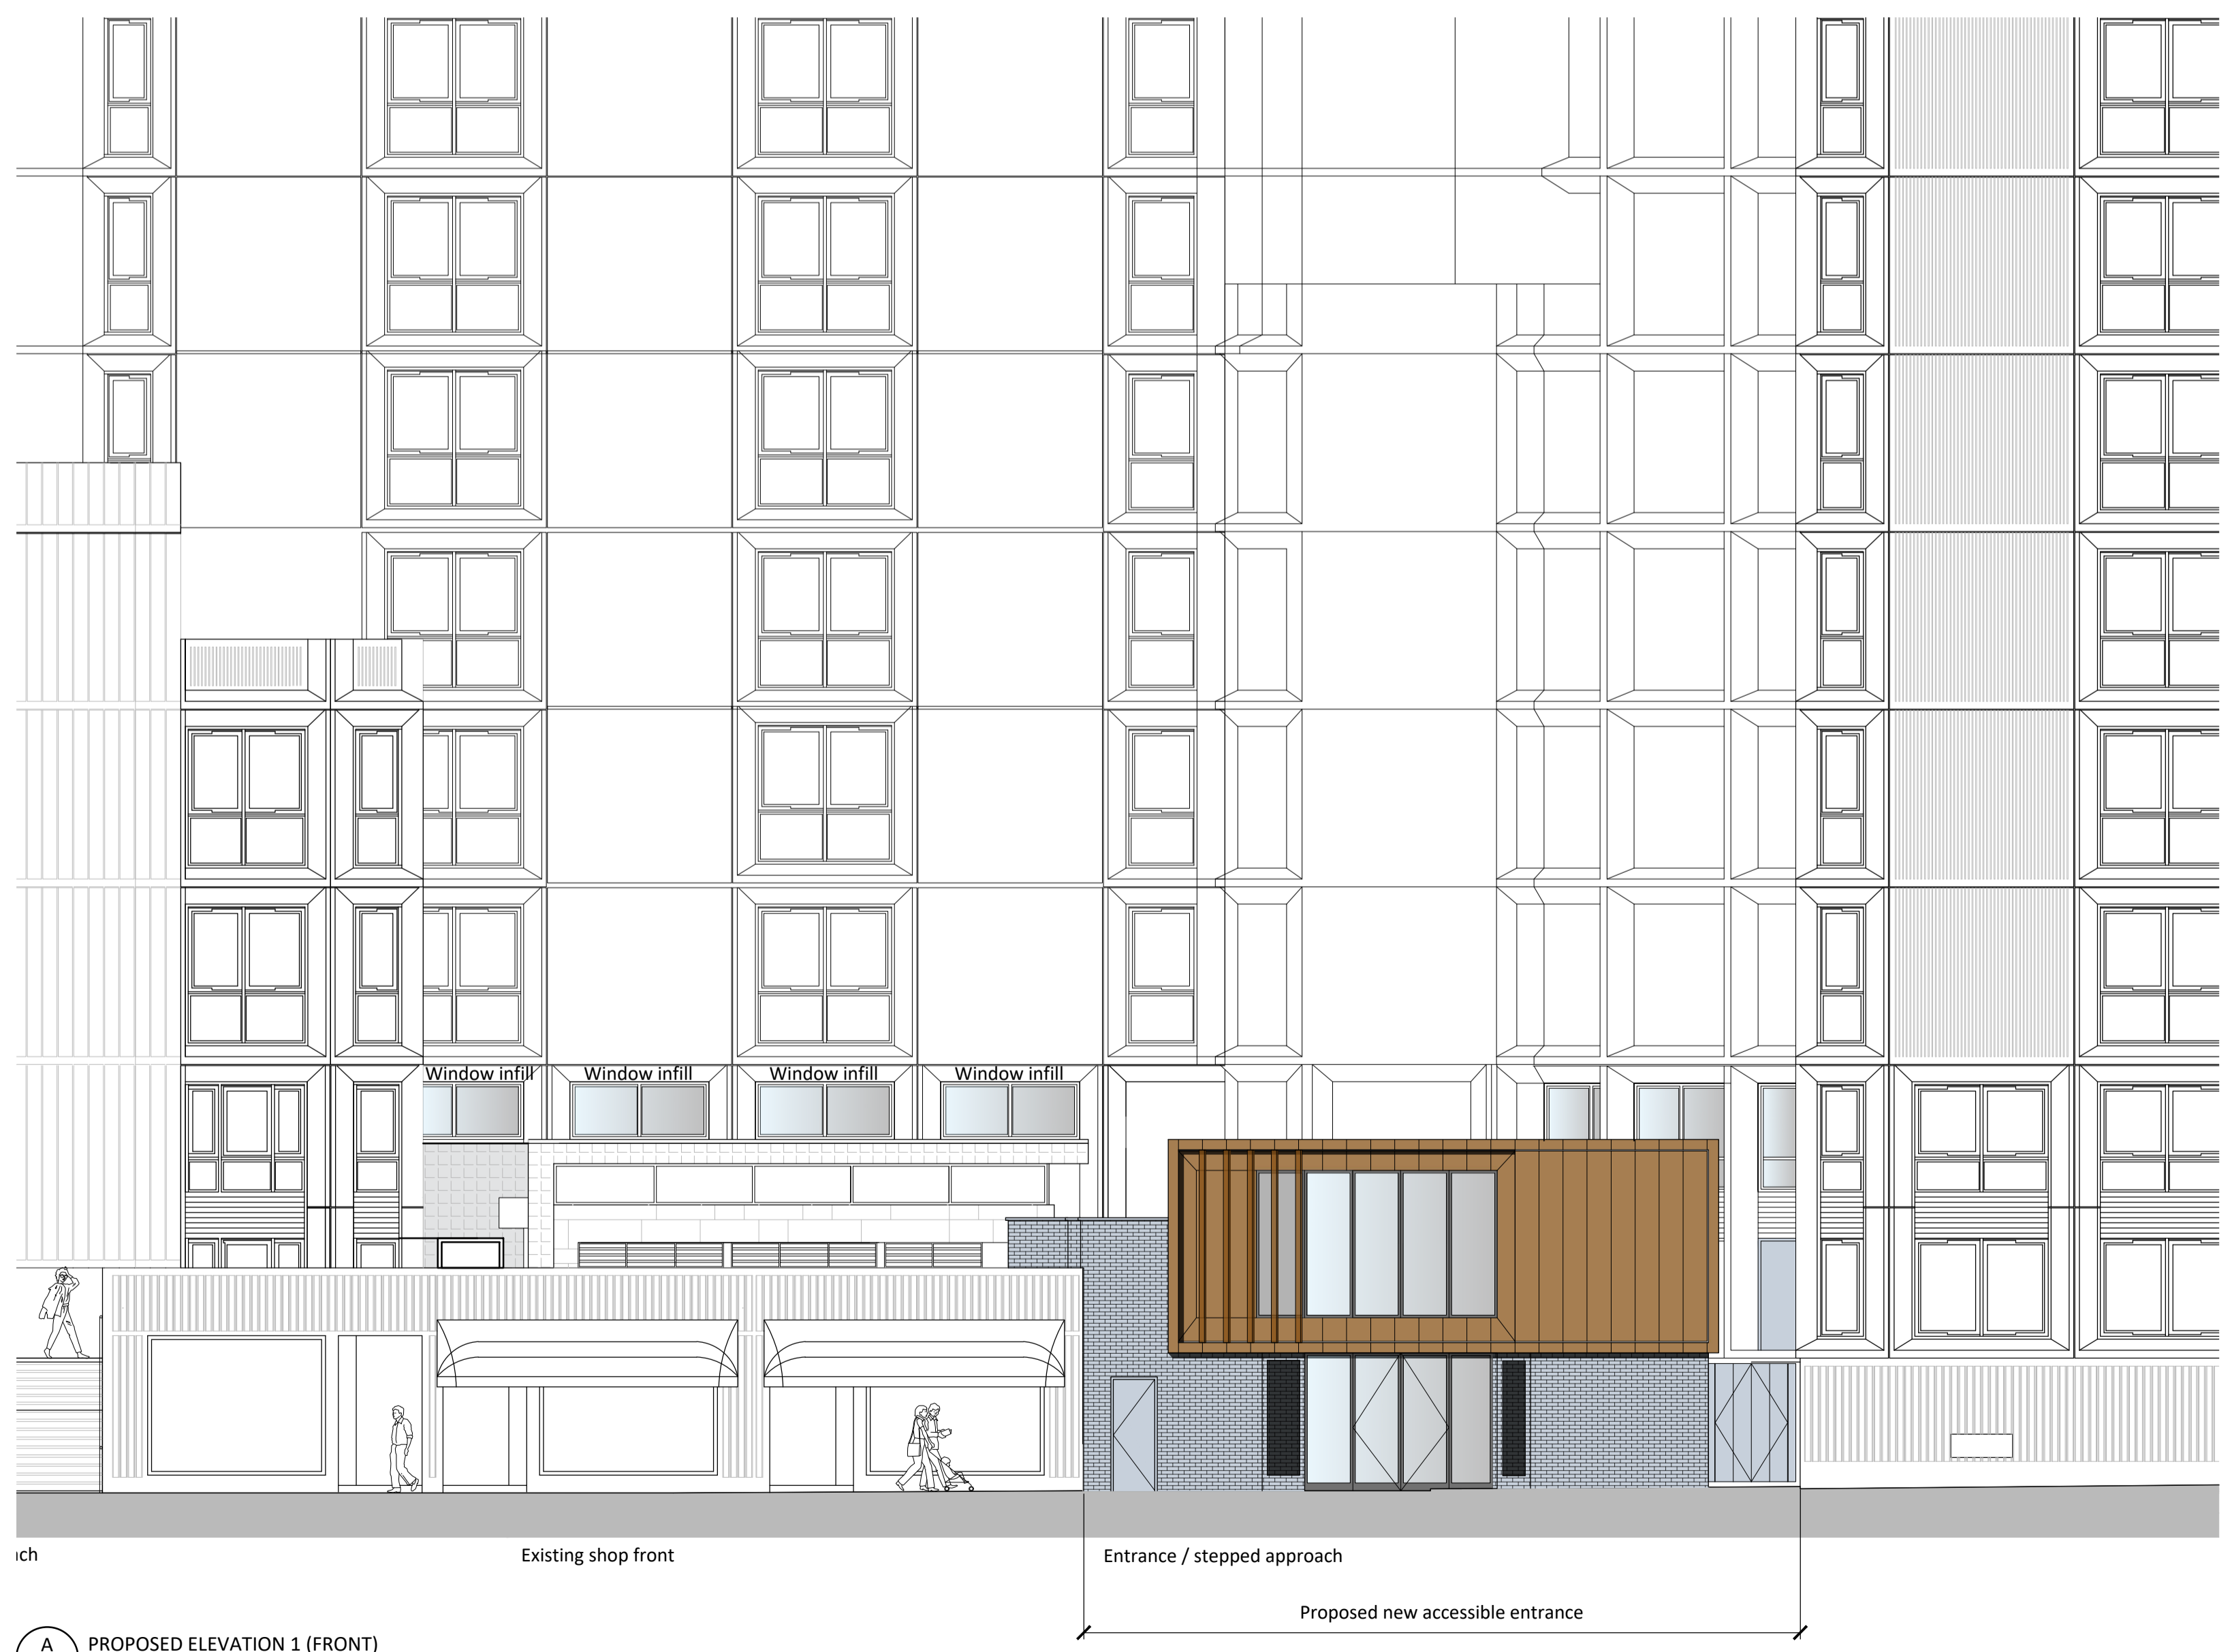 Window infill
Window infill
Window infill
Window infill
Existing shop front
Entrance / stepped approach
Proposed new accessible entrance
A
PROPOSED ELEVATION 1 (FRONT)